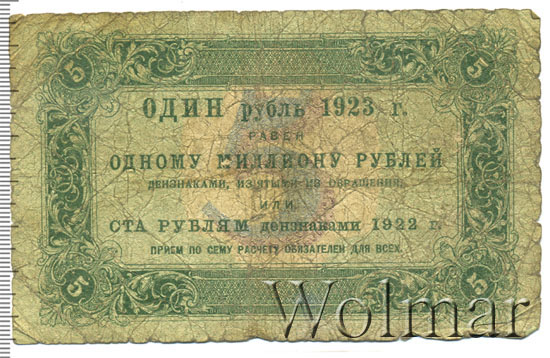 5 5
ОДИН рубль 1923 г.
РАВЕН
ОДНОМУ МИЛЛИОНУ РУБЛЕЙ
ДЕНЗНАКАМИ, ИЗЪЯТЫМИ ИЗ ОБРАЩЕНИЯ,
ИЛИ
СТА РУБЛЯМ дензнаками 1922 г.
ПРИЕМ ПО СЕМУ РАСЧЕТУ ОБЯЗАТЕЛЕН ДЛЯ ВСЕХ.
5 5
Wolmar